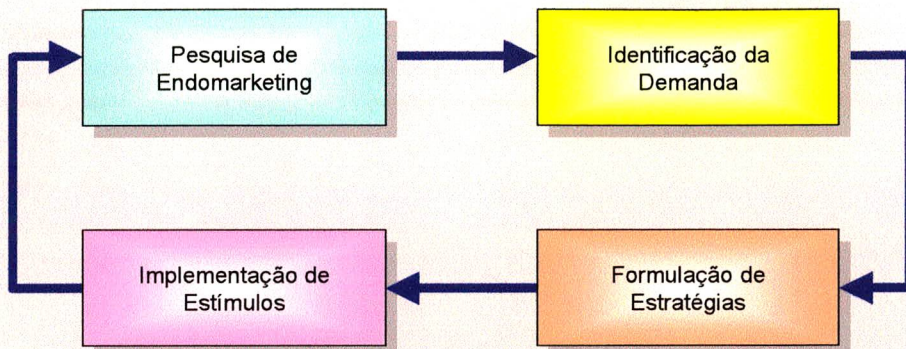 Pesquisa de
Endomarketing
Identificação da
Demanda
Implementação de
Estímulos
Formulação de
Estratégias